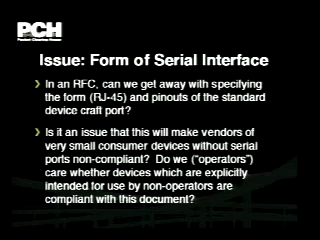 PCH
Packet Clearing House
Issue: Form of Serial Interface
In an RFC, can we get away with specifying
the form (RJ-45) and pinouts of the standard
device craft port?
Is it an issue that this will make vendors of
very small consumer devices without serial
ports non-compliant? Do we ("operators")
care whether devices which are explicitly
intended for use by non-operators are
compliant with this document?